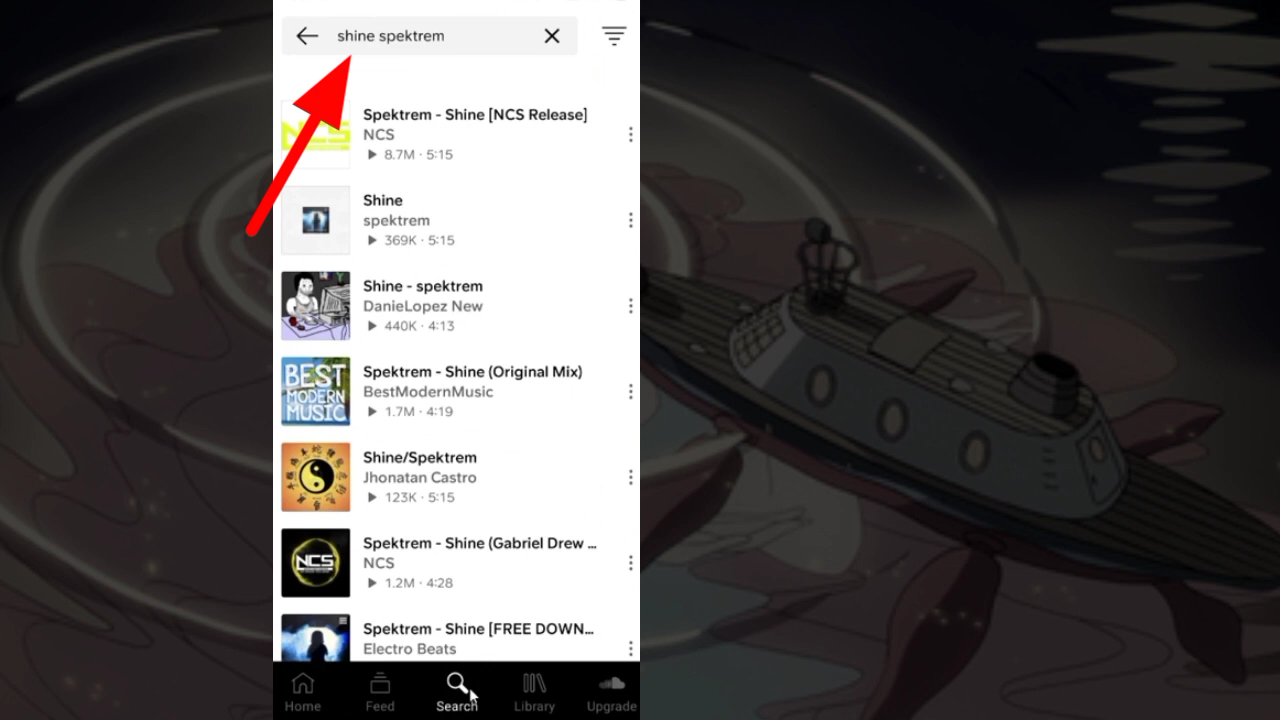 shine spektrem
Spektrem - Shine [NCS Release]
NCS
8.7M · 5:15
NCS
Shine
spektrem
369K · 5:15
Shine - spektrem
DanieLopez New
440K · 4:13
Spektrem - Shine (Original Mix)
BestModernMusic
1.7M · 4:19
BEST
MODERN
MUSIC
Shine/Spektrem
Jhonatan Castro
123K · 5:15
Spektrem - Shine (Gabriel Drew ...
NCS
1.2M · 4:28
NCS
Spektrem - Shine [FREE DOWN...
Electro Beats
Home
Feed
Search
Library
Upgrade